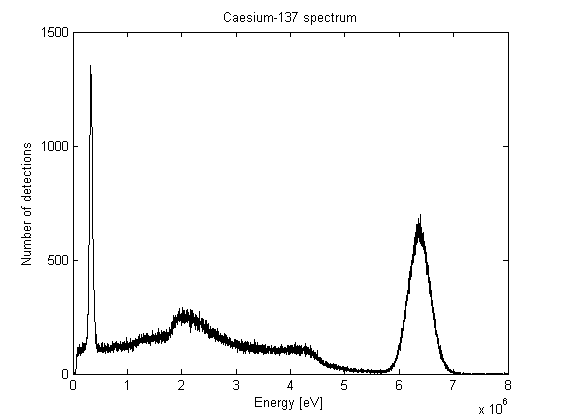 Caesium-137 spectrum
1500
1000
500
0
Number of detections
0 1 2 3 4 5 6 7 8
Energy [eV]
x 10^6